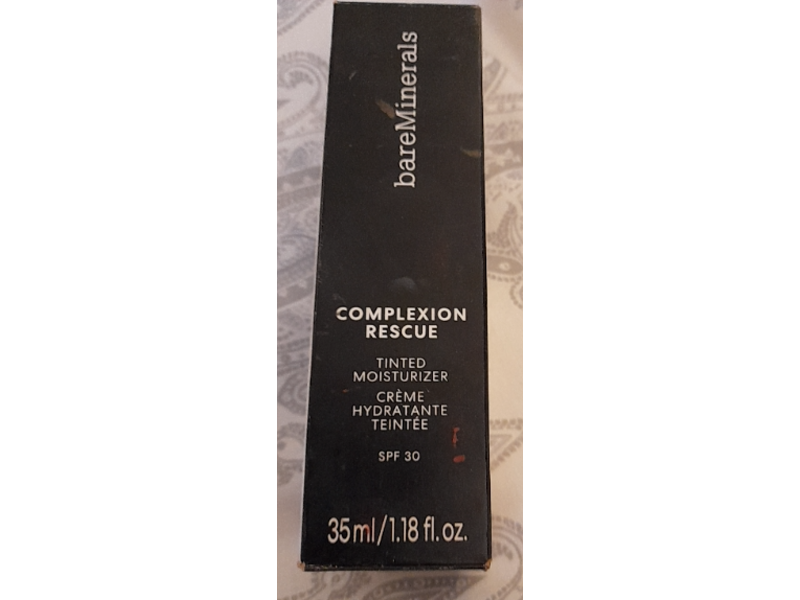 bareMinerals
COMPLEXION
RESCUE
TINTED
MOISTURIZER
CRÈME
HYDRATANTE
TEINTÉE
SPF 30
35ml/1.18 fl. oz.